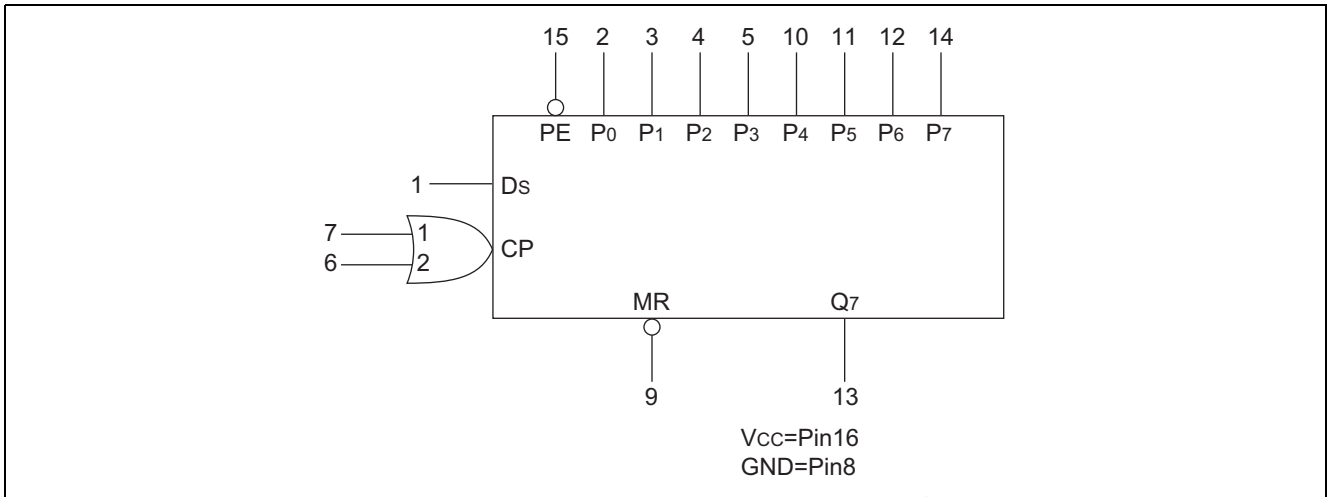 15 2 3 4 5 10 11 12 14
PE P0 P1 P2 P3 P4 P5 P6 P7
1 Ds
7 1 CP
6 2
MR Q7
9 13
VCC=Pin16
GND=Pin8